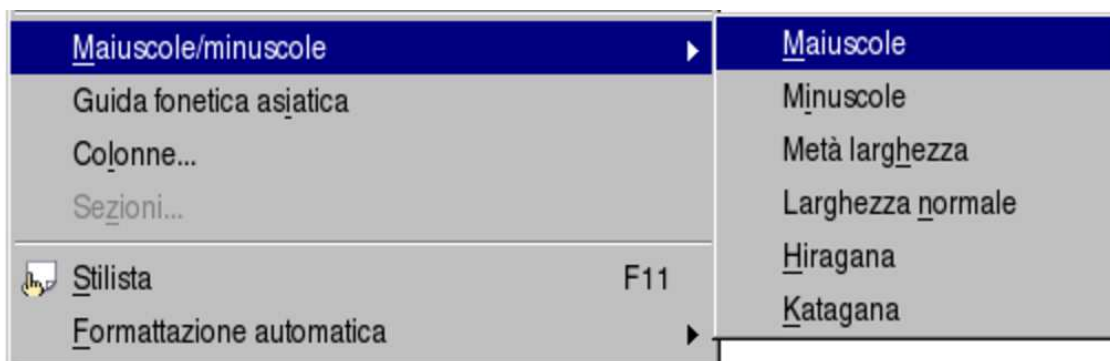 Maiuscole/minuscole
Guida fonetica asiatica
Colonne...
Sezioni...
Stilista F11
Formattazione automatica
Maiuscole
Minuscole
Metà larghezza
Larghezza normale
Hiragana
Katagana